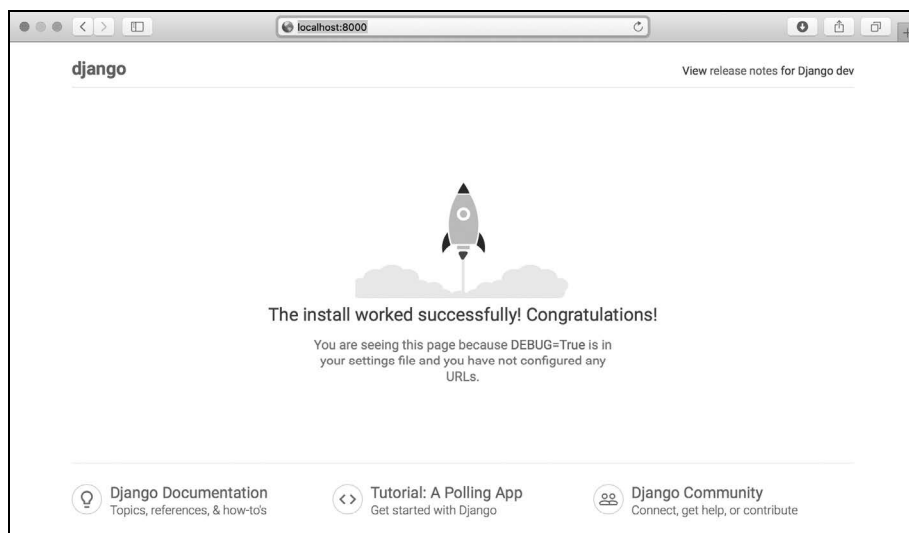 localhost:8000
django
View release notes for Django dev
The install worked successfully! Congratulations!
You are seeing this page because DEBUG=True is in
your settings file and you have not configured any
URLs.
Django Documentation
Topics, references, & how-to's
Tutorial: A Polling App
Get started with Django
Django Community
Connect, get help, or contribute